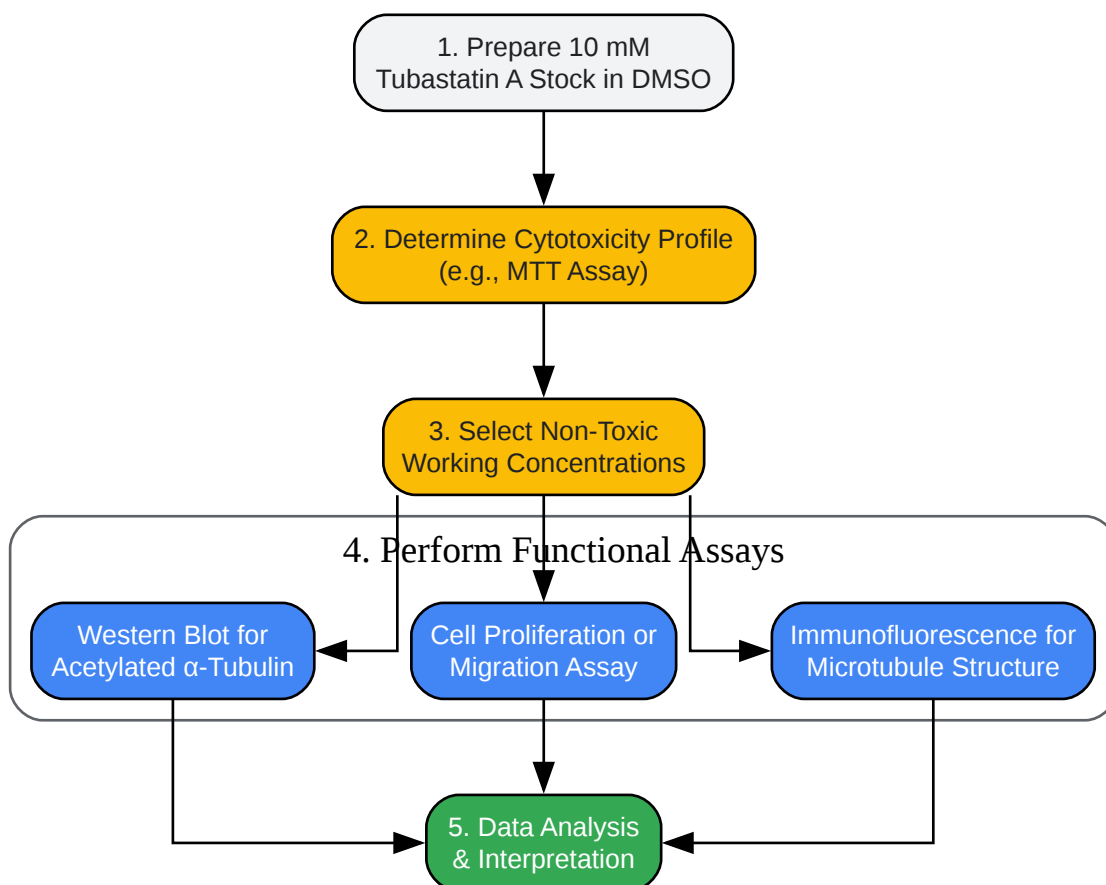 1. Prepare 10 mM
Tubastatin A Stock in DMSO
2. Determine Cytotoxicity Profile
(e.g., MTT Assay)
3. Select Non-Toxic
Working Concentrations
4. Perform Functional Assays
Western Blot for
Acetylated α-Tubulin
Cell Proliferation or
Migration Assay
Immunofluorescence for
Microtubule Structure
5. Data Analysis
& Interpretation